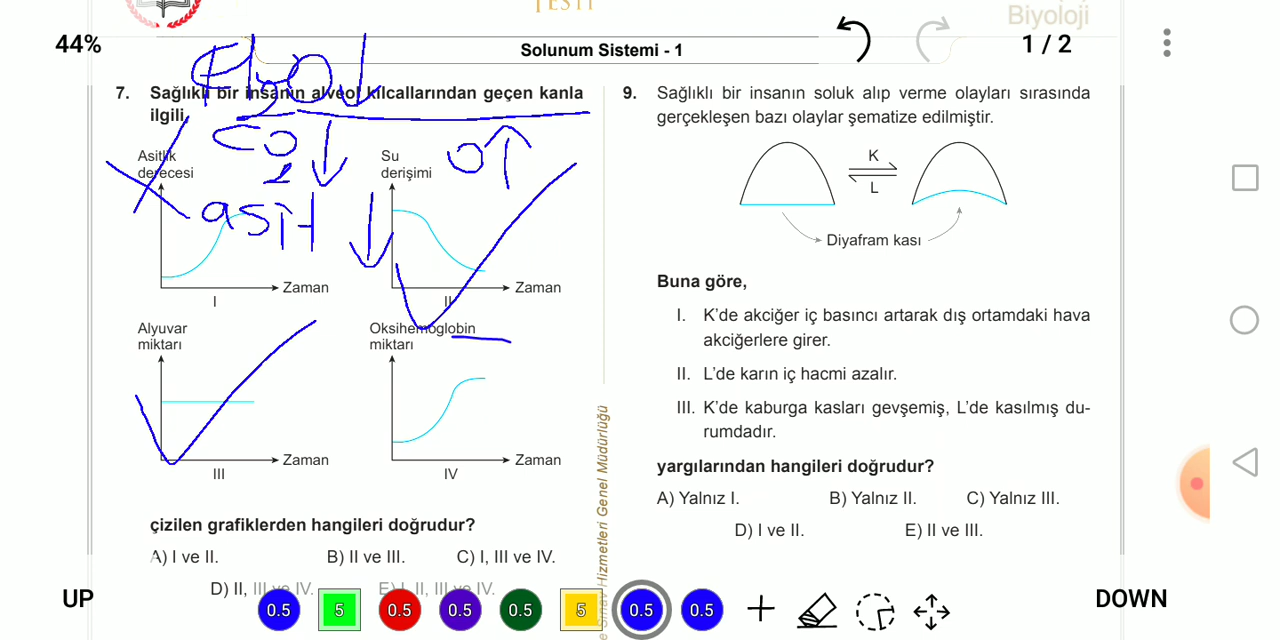 TESTİ
Biyoloji
44%
Solunum Sistemi - 1
1 / 2
7. Sağlıklı bir insanın alveol kılcallarından geçen kanla
ilgili
H2O
CO2
O
asit
Asitlik
derecesi
Zaman
I
Su
derişimi
Zaman
II
Alyuvar
miktarı
Zaman
III
Oksihemoglobin
miktarı
Zaman
IV
çizilen grafiklerden hangileri doğrudur?
A) I ve II.
B) II ve III.
C) I, III ve IV.
D) II, III ve IV.
E) I, II, III ve IV.
Hizmetleri Genel Müdürlüğü
9. Sağlıklı bir insanın soluk alıp verme olayları sırasında
gerçekleşen bazı olaylar şematize edilmiştir.
K
L
Diyafram kası
Buna göre,
I. K’de akciğer iç basıncı artarak dış ortamdaki hava
akciğerlere girer.
II. L’de karın iç hacmi azalır.
III. K’de kaburga kasları gevşemiş, L’de kasılmış du-
rumdadır.
yargılarından hangileri doğrudur?
A) Yalnız I.
B) Yalnız II.
C) Yalnız III.
D) I ve II.
E) II ve III.
UP
0.5
5
0.5
0.5
0.5
5
0.5
0.5
DOWN